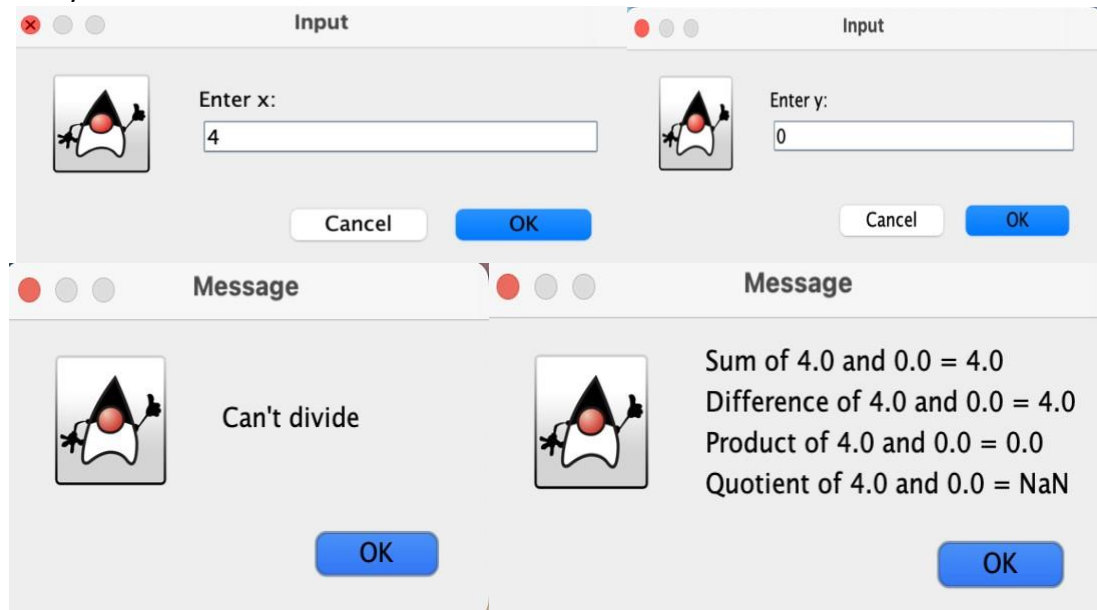 Input
Enter x:
4
Cancel OK
Input
Enter y:
0
Cancel OK
Message
Can't divide
OK
Message
Sum of 4.0 and 0.0 = 4.0
Difference of 4.0 and 0.0 = 4.0
Product of 4.0 and 0.0 = 0.0
Quotient of 4.0 and 0.0 = NaN
OK